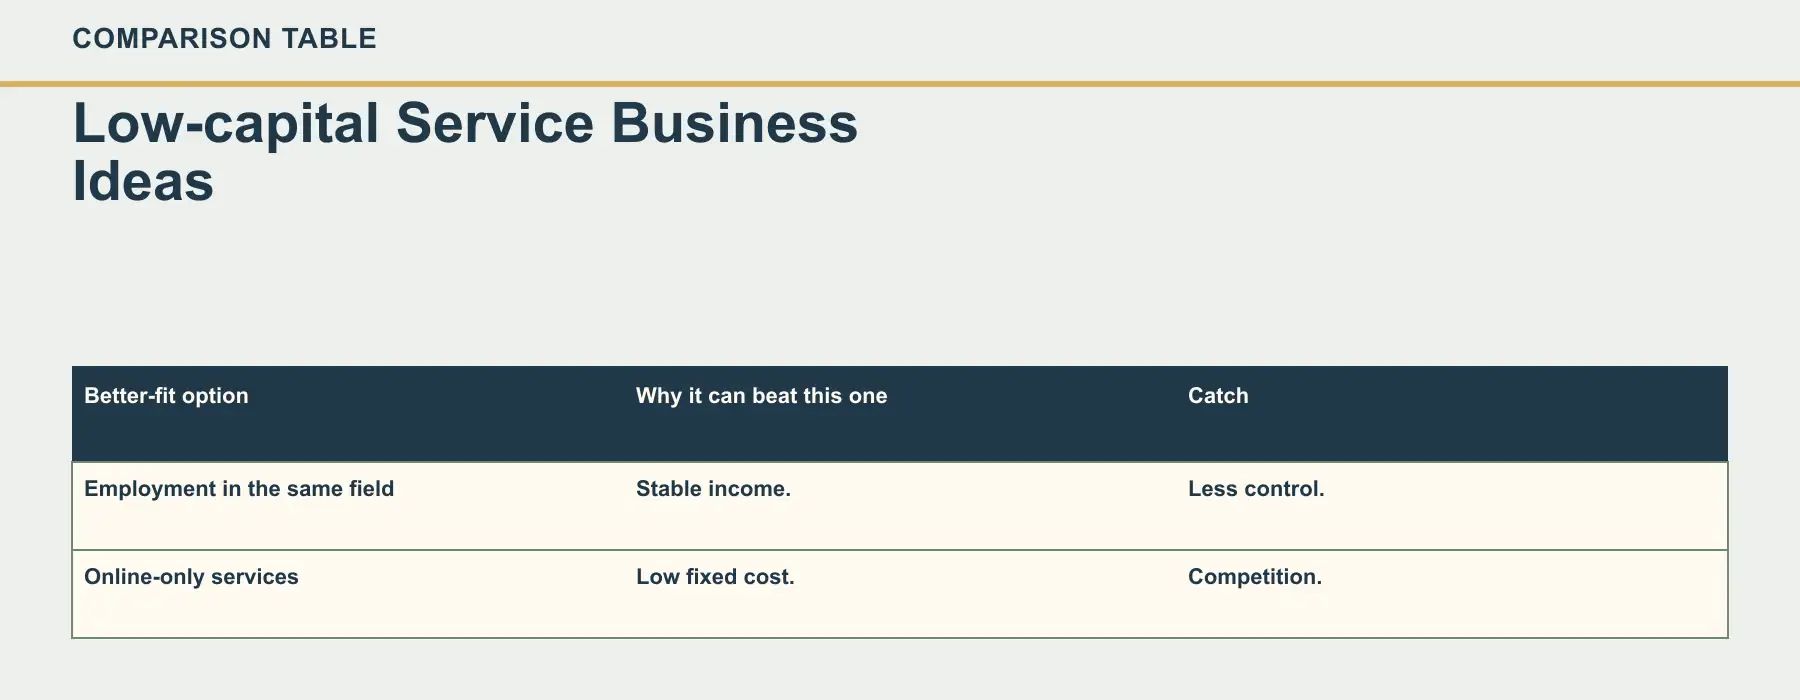 COMPARISON TABLE
Low-capital Service Business
Ideas
Better-fit option Why it can beat this one Catch
Employment in the same field Stable income. Less control.
Online-only services Low fixed cost. Competition.